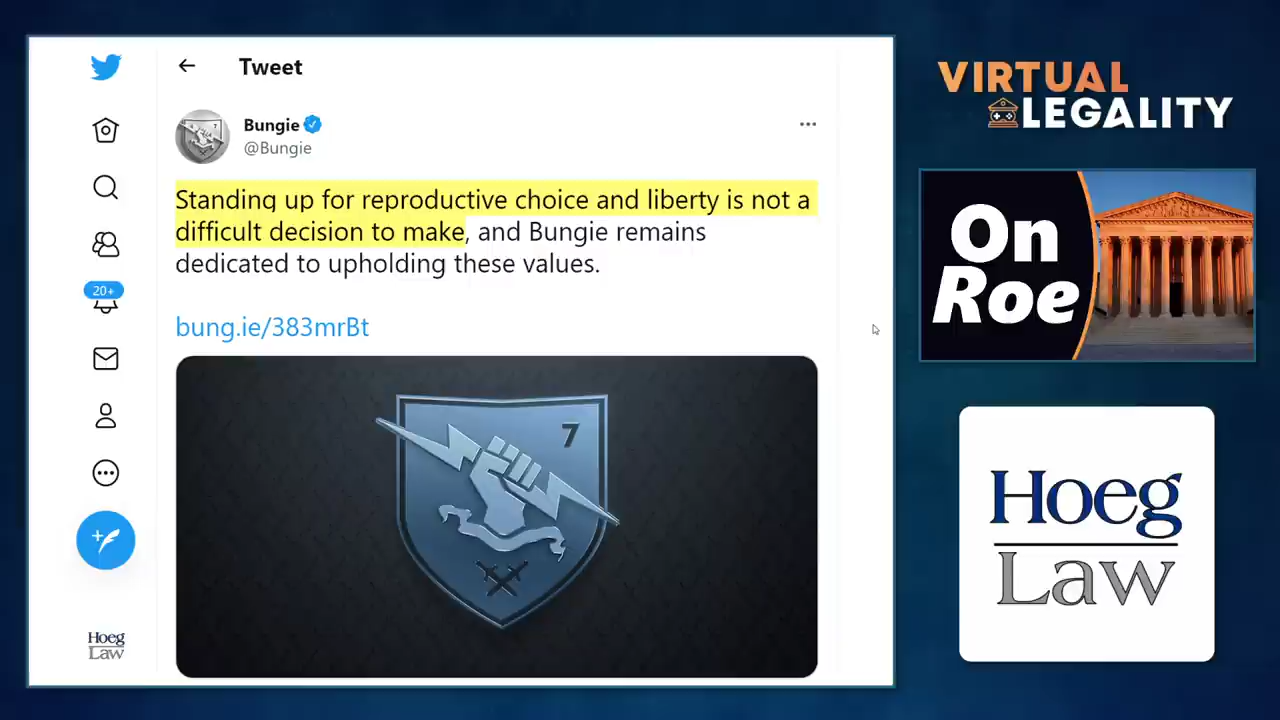 Tweet
Bungie
@Bungie
Standing up for reproductive choice and liberty is not a
difficult decision to make, and Bungie remains
dedicated to upholding these values.
bung.ie/383mrBt
7
20+
Hoeg
Law
VIRTUAL
LEGALITY
On
Roe
Hoeg
Law